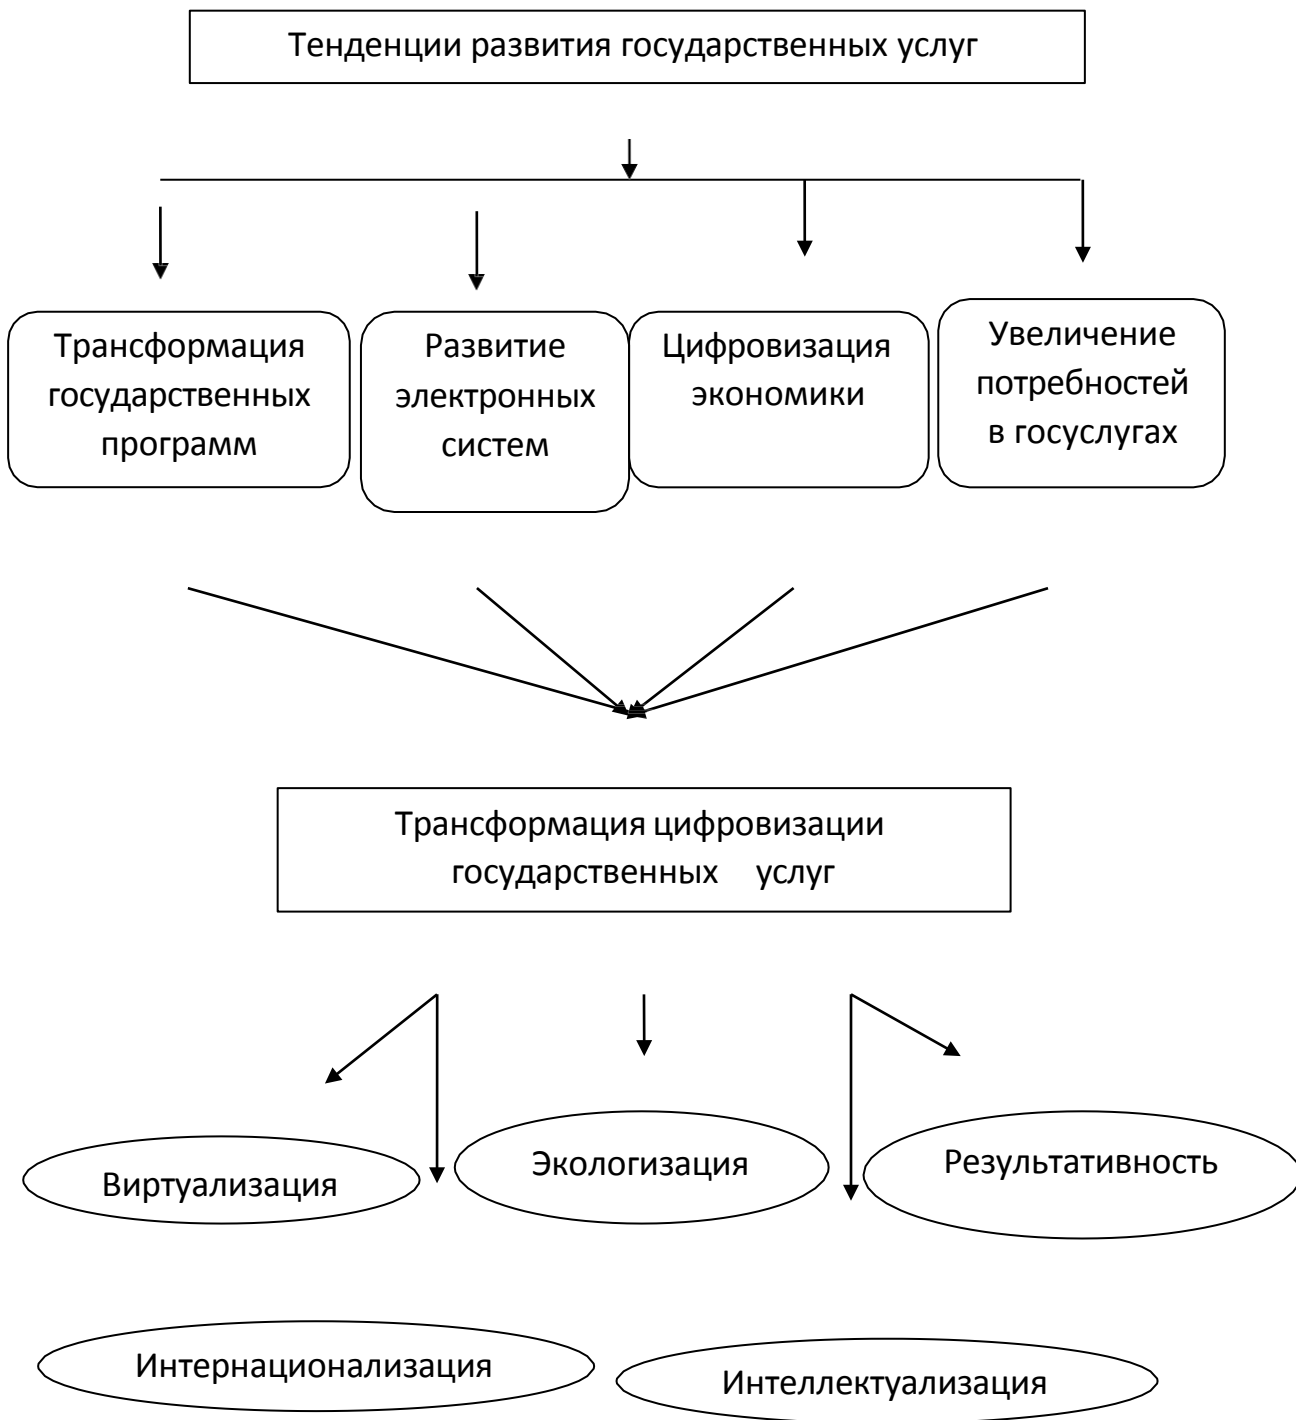 Тенденции развития государственных услуг
Трансформация
государственных
программ
Развитие
электронных
систем
Цифровизация
экономики
Увеличение
потребностей
в госуслугах
Трансформация цифровизации
государственных услуг
Виртуализация
Экологизация
Результативность
Интернационализация
Интеллектуализация